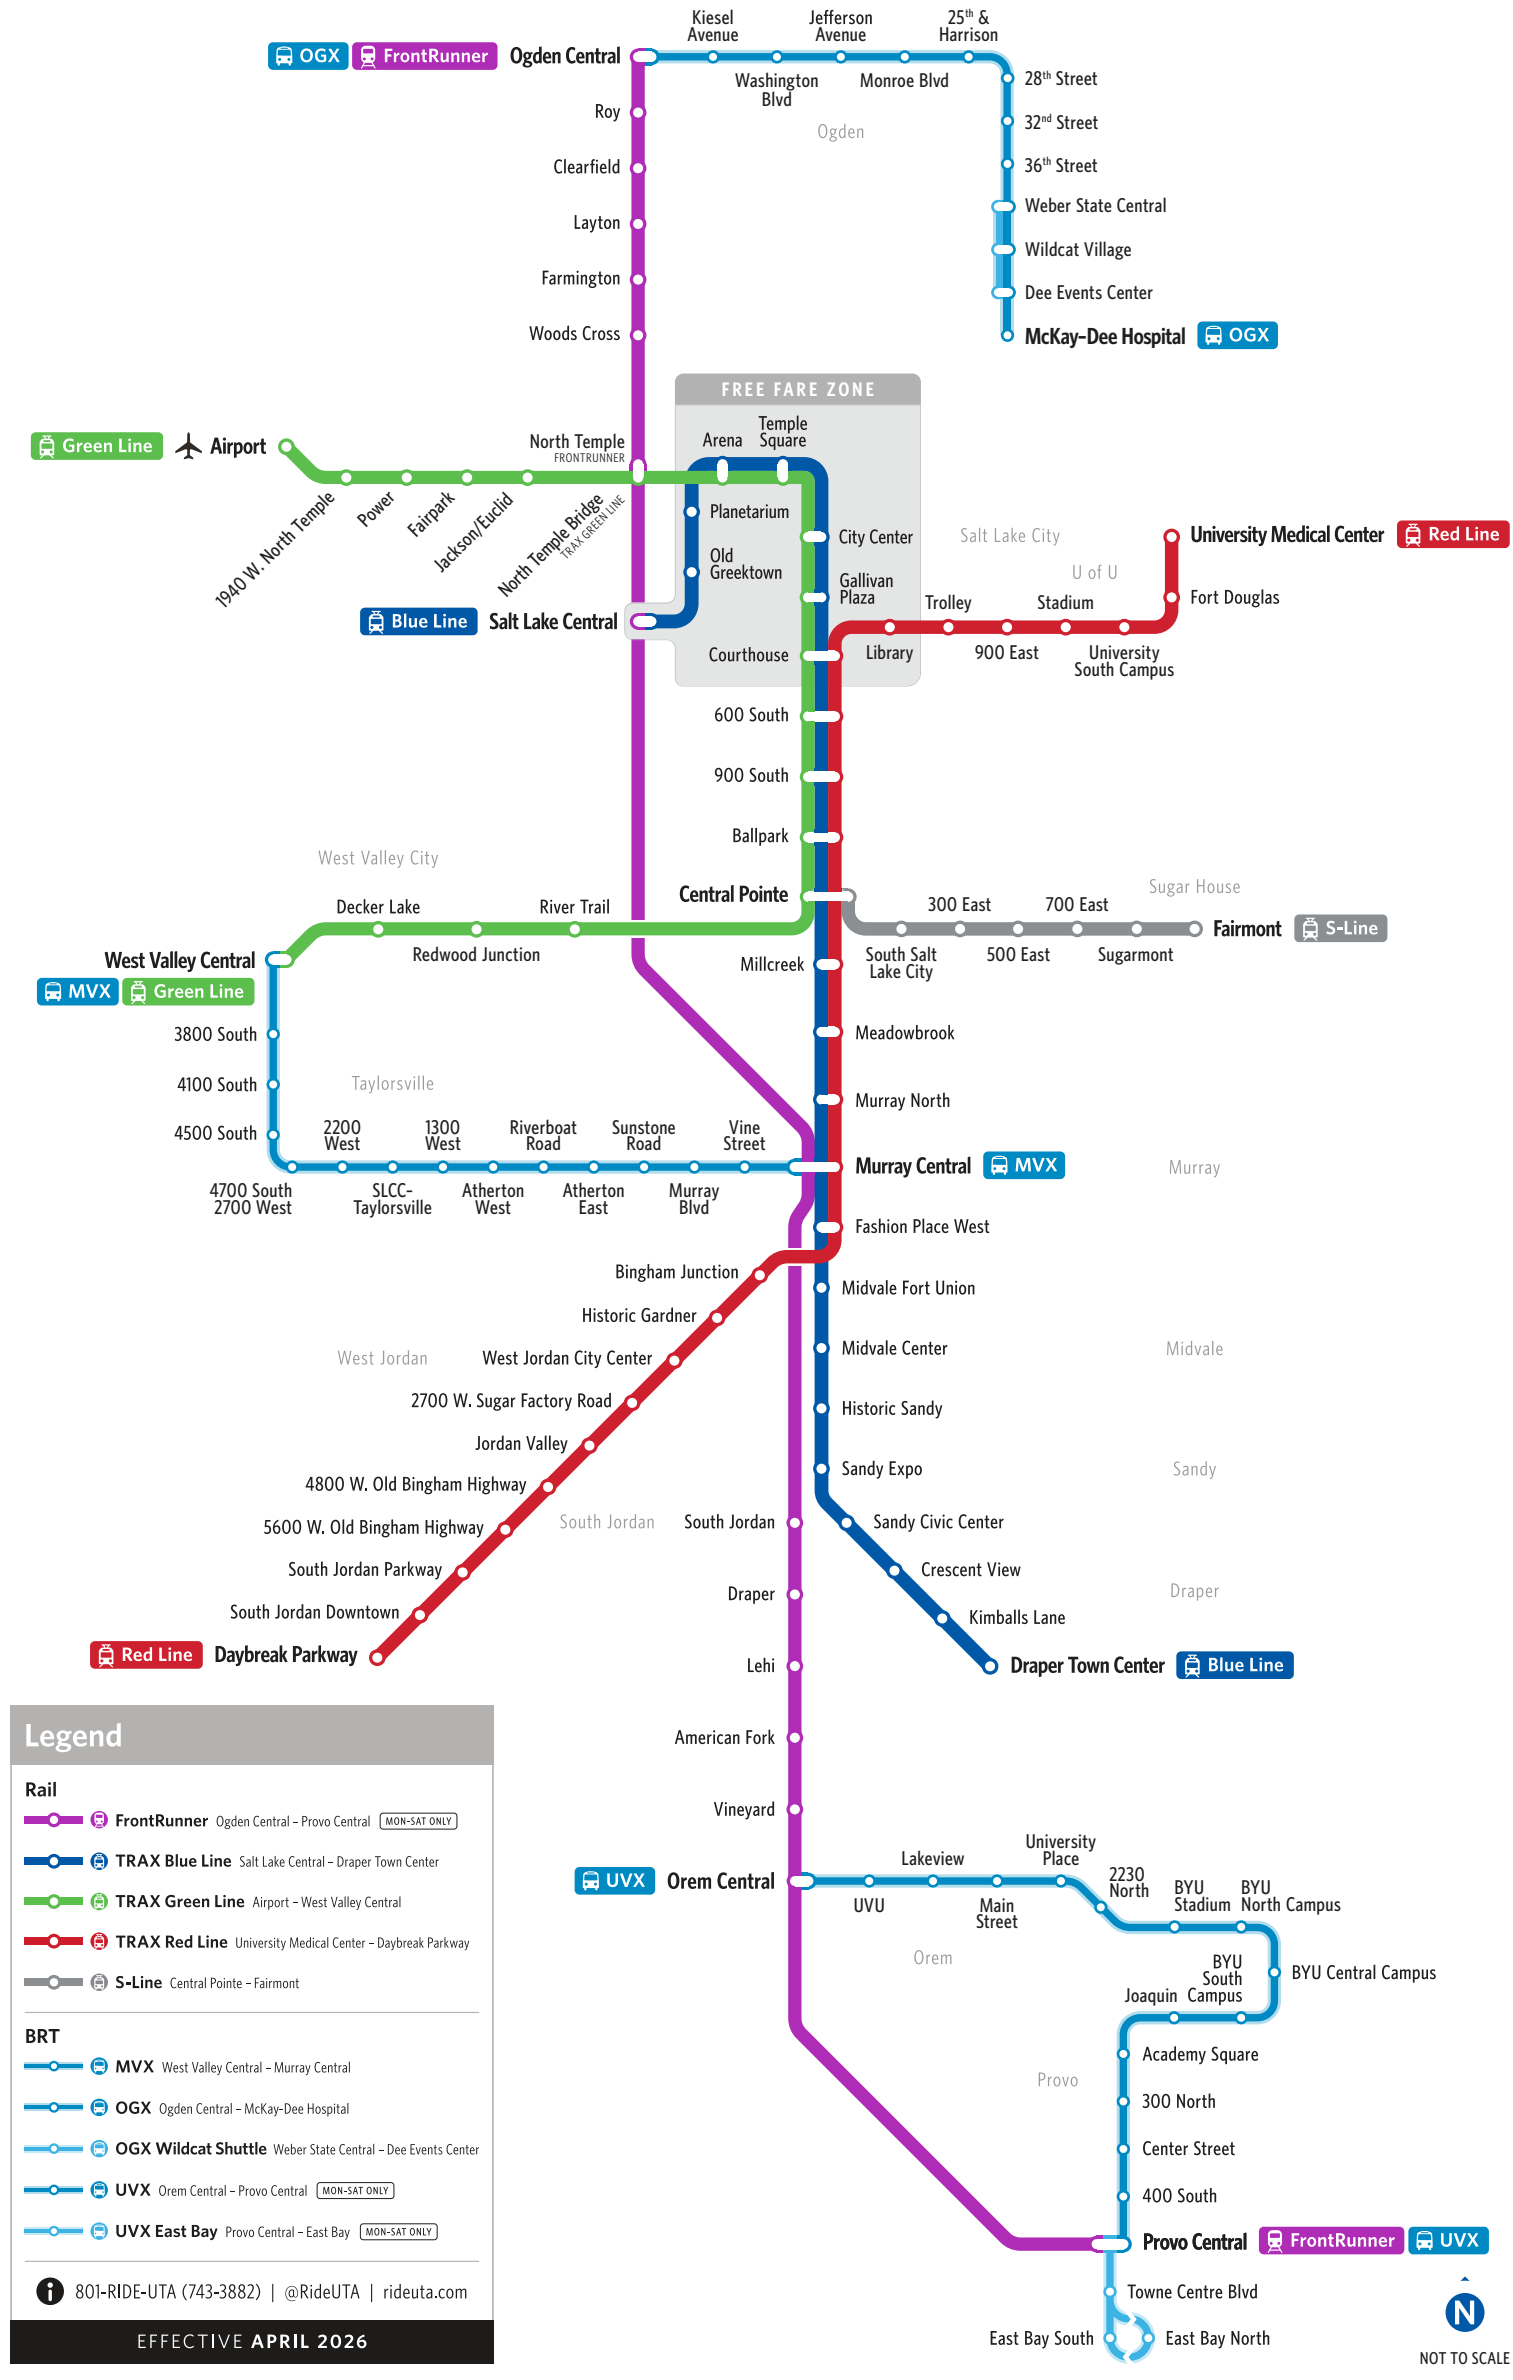 Kiesel
Avenue
Jefferson
Avenue
25th &
Harrison
OGX
FrontRunner
Ogden Central
Washington
Blvd
Monroe Blvd
28th Street
Roy
32nd Street
Ogden
Clearfield
36th Street
Weber State Central
Layton
Wildcat Village
Farmington
Dee Events Center
Woods Cross
McKay-Dee Hospital
OGX
FREE FARE ZONE
Green Line
Airport
North Temple
FRONTRUNNER
Arena
Temple
Square
1940 W. North Temple
Power
Fairpark
Jackson/Euclid
North Temple Bridge
TRAX GREEN LINE
Planetarium
City Center
Salt Lake City
University Medical Center
Red Line
Old
Greektown
U of U
Gallivan
Plaza
Trolley
Stadium
Fort Douglas
Blue Line
Salt Lake Central
Courthouse
Library
900 East
University
South Campus
600 South
900 South
Ballpark
West Valley City
Central Pointe
Sugar House
Decker Lake
River Trail
300 East
700 East
Fairmont
S-Line
Redwood Junction
South Salt
Lake City
500 East
Sugarmont
West Valley Central
Millcreek
MVX
Green Line
3800 South
Meadowbrook
4100 South
Taylorsville
Murray North
4500 South
2200
West
1300
West
Riverboat
Road
Sunstone
Road
Vine
Street
Murray Central
MVX
Murray
4700 South
2700 West
SLCC-
Taylorsville
Atherton
West
Atherton
East
Murray
Blvd
Fashion Place West
Bingham Junction
Midvale Fort Union
Historic Gardner
West Jordan
West Jordan City Center
Midvale Center
Midvale
2700 W. Sugar Factory Road
Historic Sandy
Jordan Valley
Sandy Expo
Sandy
4800 W. Old Bingham Highway
5600 W. Old Bingham Highway
South Jordan
South Jordan
Sandy Civic Center
South Jordan Parkway
Crescent View
Draper
Draper
South Jordan Downtown
Kimballs Lane
Red Line
Daybreak Parkway
Lehi
Draper Town Center
Blue Line
American Fork
Vineyard
UVX
Orem Central
Lakeview
University
Place
2230
North
BYU
Stadium
BYU
North Campus
UVU
Main
Street
Orem
BYU
South
Campus
BYU Central Campus
Joaquin
Academy Square
Provo
300 North
Center Street
400 South
Provo Central
FrontRunner
UVX
Towne Centre Blvd
East Bay South
East Bay North
Legend
Rail
FrontRunner Ogden Central – Provo Central MON-SAT ONLY
TRAX Blue Line Salt Lake Central – Draper Town Center
TRAX Green Line Airport – West Valley Central
TRAX Red Line University Medical Center – Daybreak Parkway
S-Line Central Pointe – Fairmont
BRT
MVX West Valley Central – Murray Central
OGX Ogden Central – McKay-Dee Hospital
OGX Wildcat Shuttle Weber State Central – Dee Events Center
UVX Orem Central – Provo Central MON-SAT ONLY
UVX East Bay Provo Central – East Bay MON-SAT ONLY
801-RIDE-UTA (743-3882) | @RideUTA | rideuta.com
EFFECTIVE APRIL 2026
N
NOT TO SCALE